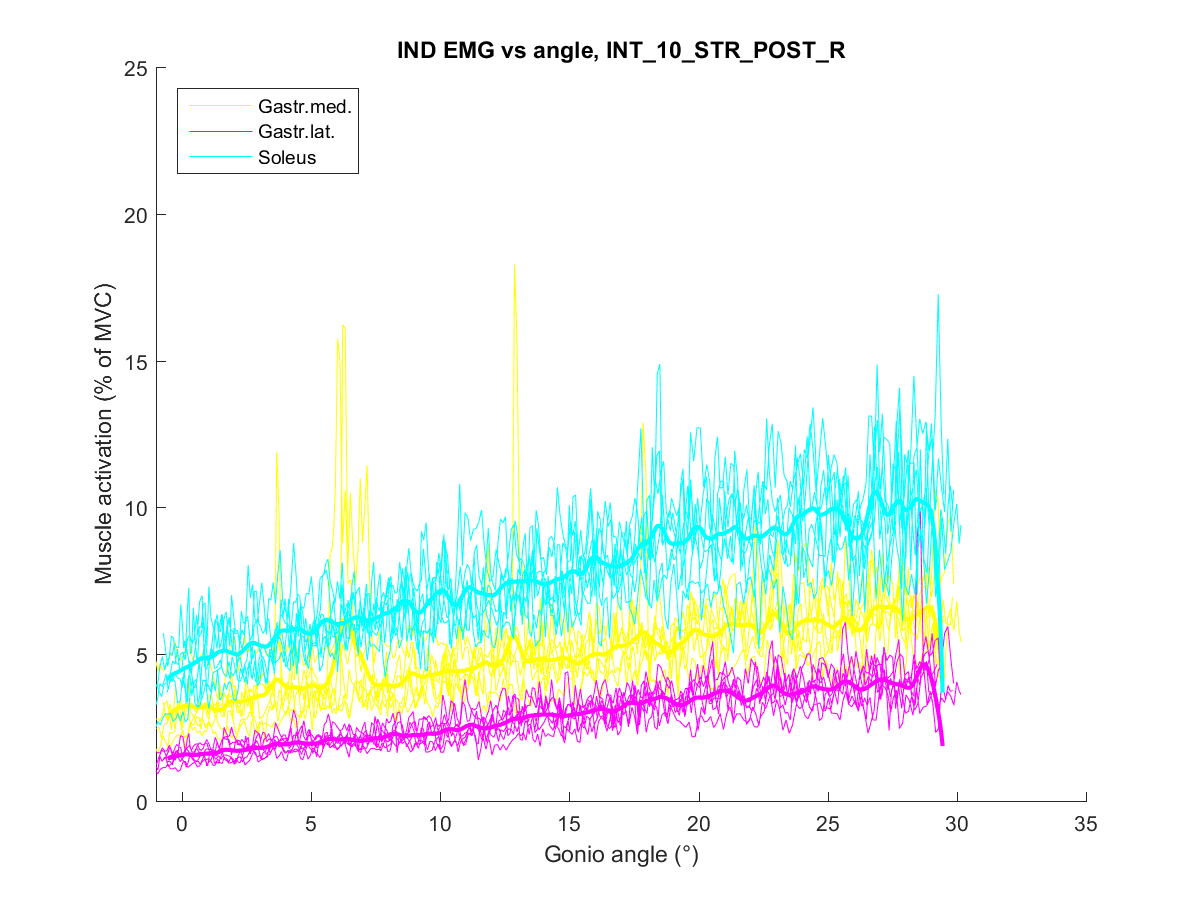 IND EMG vs angle, INT_10_STR_POST_R
25
20
15
10
5
0
Muscle activation (% of MVC)
Gastr.med.
Gastr.lat.
Soleus
0 5 10 15 20 25 30 35
Gonio angle (°)